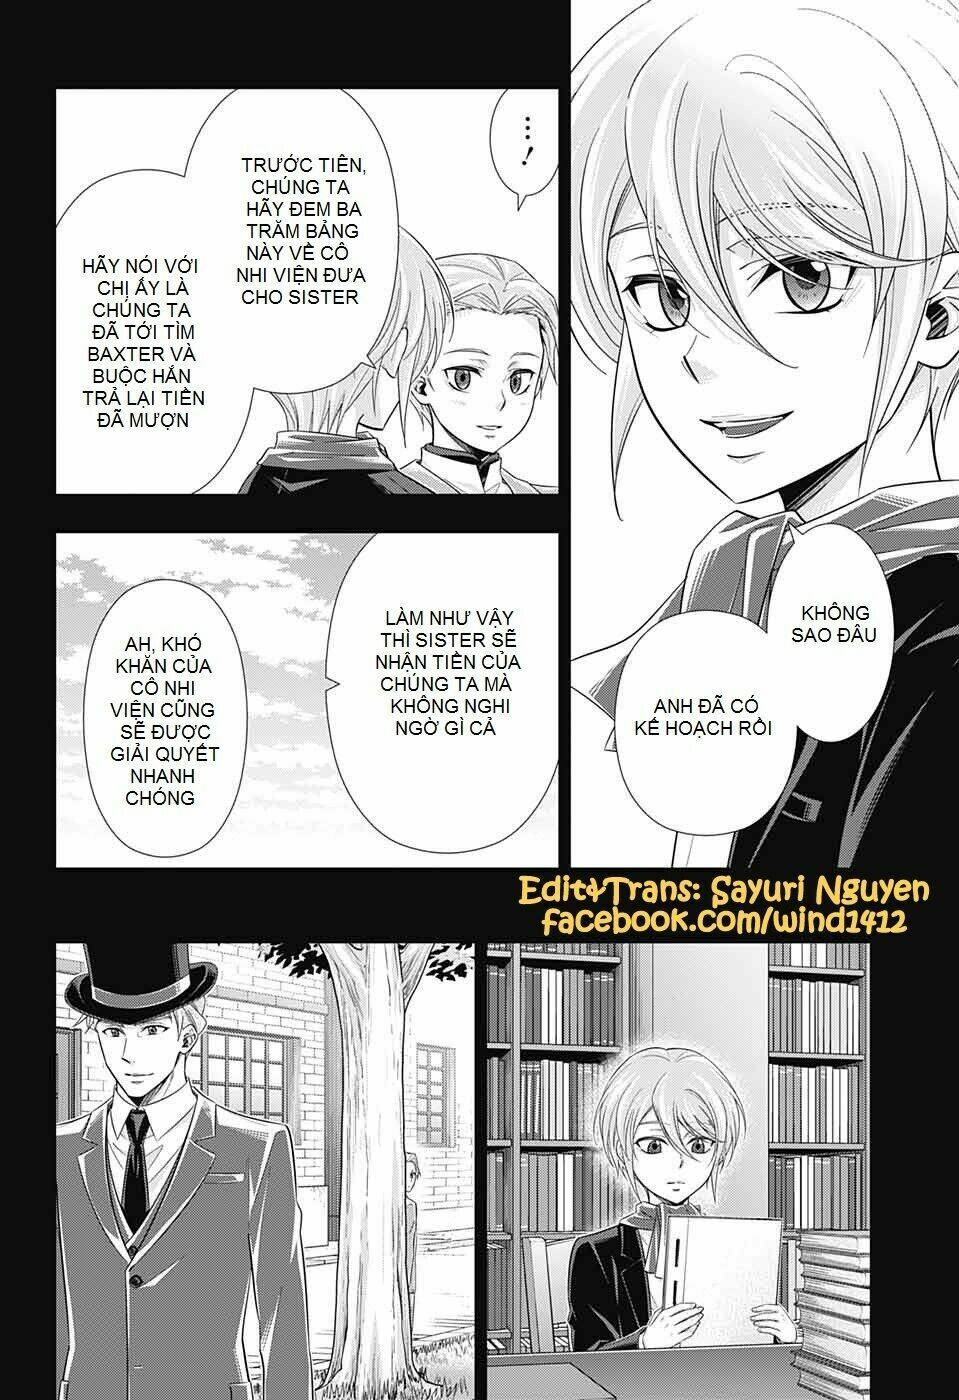 KHÔNG
SAO ĐÂU
ANH ĐÃ CÓ
KẾ HOẠCH RỒI
...!
TRƯỚC TIÊN,
CHÚNG TA
HÃY ĐEM BA
TRĂM BẢNG
NÀY VỀ CÔ
NHI VIỆN ĐƯA
CHO SISTER
HÃY NÓI VỚI
CHỊ ẤY LÀ
CHÚNG TA
ĐÃ TỚI TÌM
BAXTER VÀ
BUỘC HẮN
TRẢ LẠI TIỀN
ĐÃ MƯỢN
LÀM NHƯ VẬY
THÌ SISTER SẼ
NHẬN TIỀN CỦA
CHÚNG TA MÀ
KHÔNG NGHI
NGỜ GÌ CẢ
AH, KHÓ
KHĂN CỦA
CÔ NHI
VIỆN CŨNG
SẼ ĐƯỢC
GIẢI QUYẾT
NHANH
CHÓNG
Edit&Trans: Sayuri Nguyen
facebook.com/wind1412